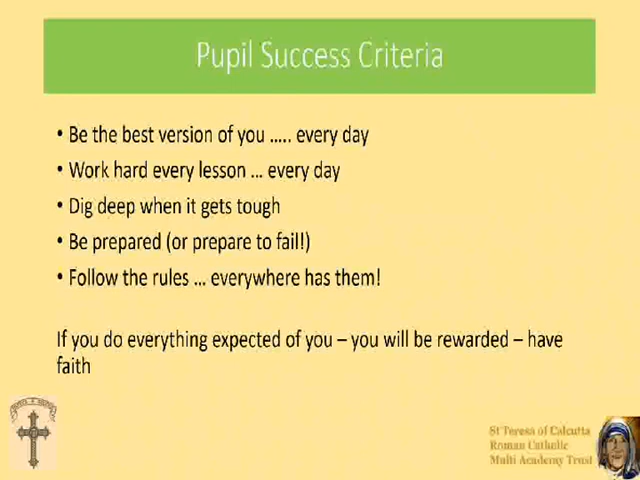 Pupil Success Criteria
• Be the best version of you ..... every day
• Work hard every lesson ... every day
• Dig deep when it gets tough
• Be prepared (or prepare to fail!)
• Follow the rules ... everywhere has them!
If you do everything expected of you – you will be rewarded – have
faith
St Teresa of Calcutta
Roman Catholic
Multi Academy Trust